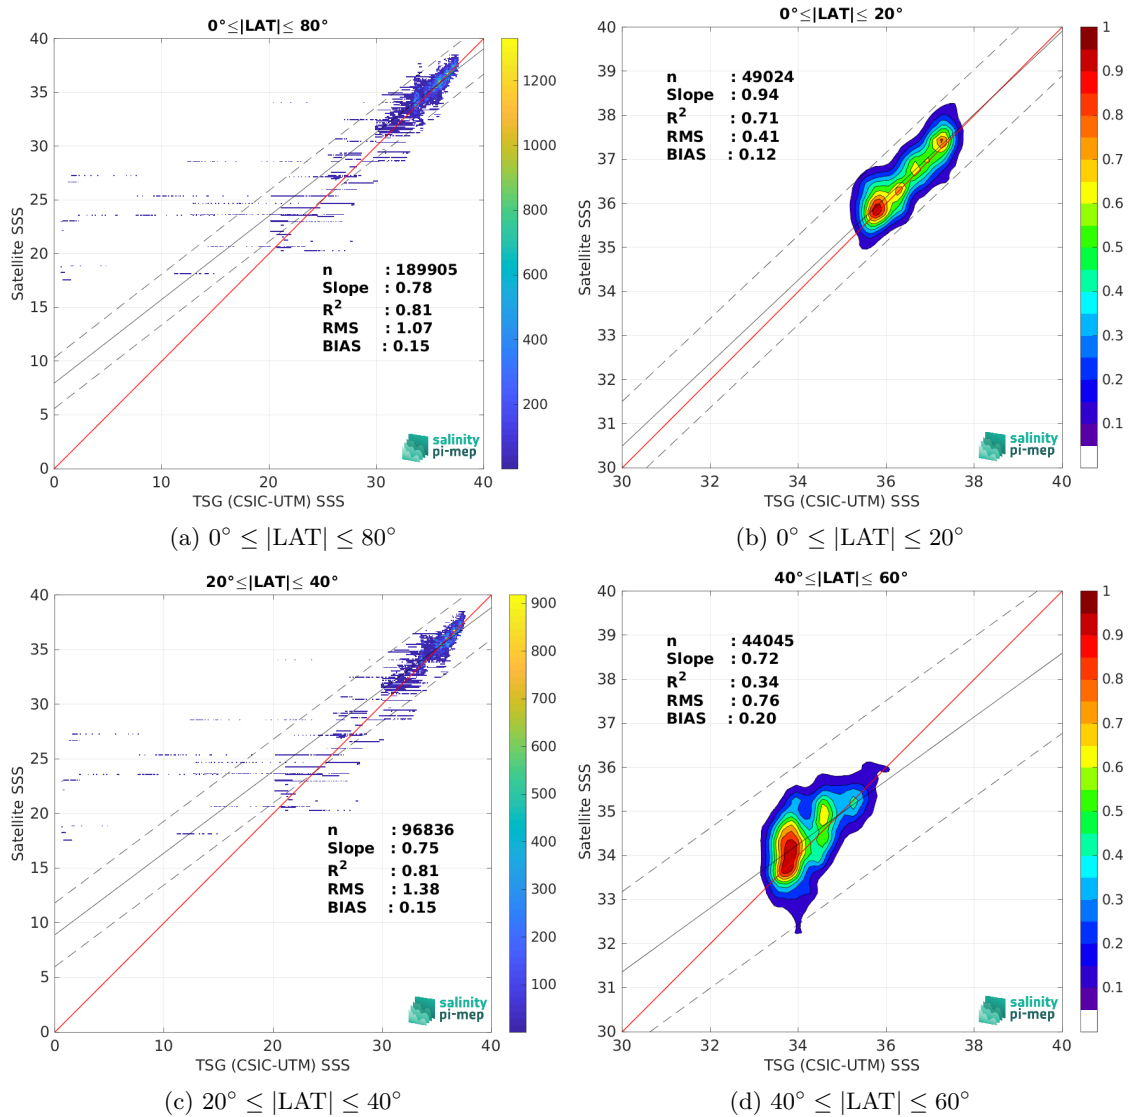 0°≤|LAT|≤ 80°
40
35
30
25
20
15
10
5
0
Satellite SSS
n : 189905
Slope : 0.78
R2 : 0.81
RMS : 1.07
BIAS : 0.15
salinity
pi-mep
0 10 20 30 40
TSG (CSIC-UTM) SSS
1200
1000
800
600
400
200
(a) 0° ≤ |LAT| ≤ 80°
0°≤|LAT|≤ 20°
40
39
38
37
36
35
34
33
32
31
30
Satellite SSS
n : 49024
Slope : 0.94
R2 : 0.71
RMS : 0.41
BIAS : 0.12
salinity
pi-mep
30 32 34 36 38 40
TSG (CSIC-UTM) SSS
1
0.9
0.8
0.7
0.6
0.5
0.4
0.3
0.2
0.1
(b) 0° ≤ |LAT| ≤ 20°
20°≤|LAT|≤ 40°
40
35
30
25
20
15
10
5
0
Satellite SSS
n : 96836
Slope : 0.75
R2 : 0.81
RMS : 1.38
BIAS : 0.15
salinity
pi-mep
0 10 20 30 40
TSG (CSIC-UTM) SSS
900
800
700
600
500
400
300
200
100
(c) 20° ≤ |LAT| ≤ 40°
40°≤|LAT|≤ 60°
40
39
38
37
36
35
34
33
32
31
30
Satellite SSS
n : 44045
Slope : 0.72
R2 : 0.34
RMS : 0.76
BIAS : 0.20
salinity
pi-mep
30 32 34 36 38 40
TSG (CSIC-UTM) SSS
1
0.9
0.8
0.7
0.6
0.5
0.4
0.3
0.2
0.1
(d) 40° ≤ |LAT| ≤ 60°